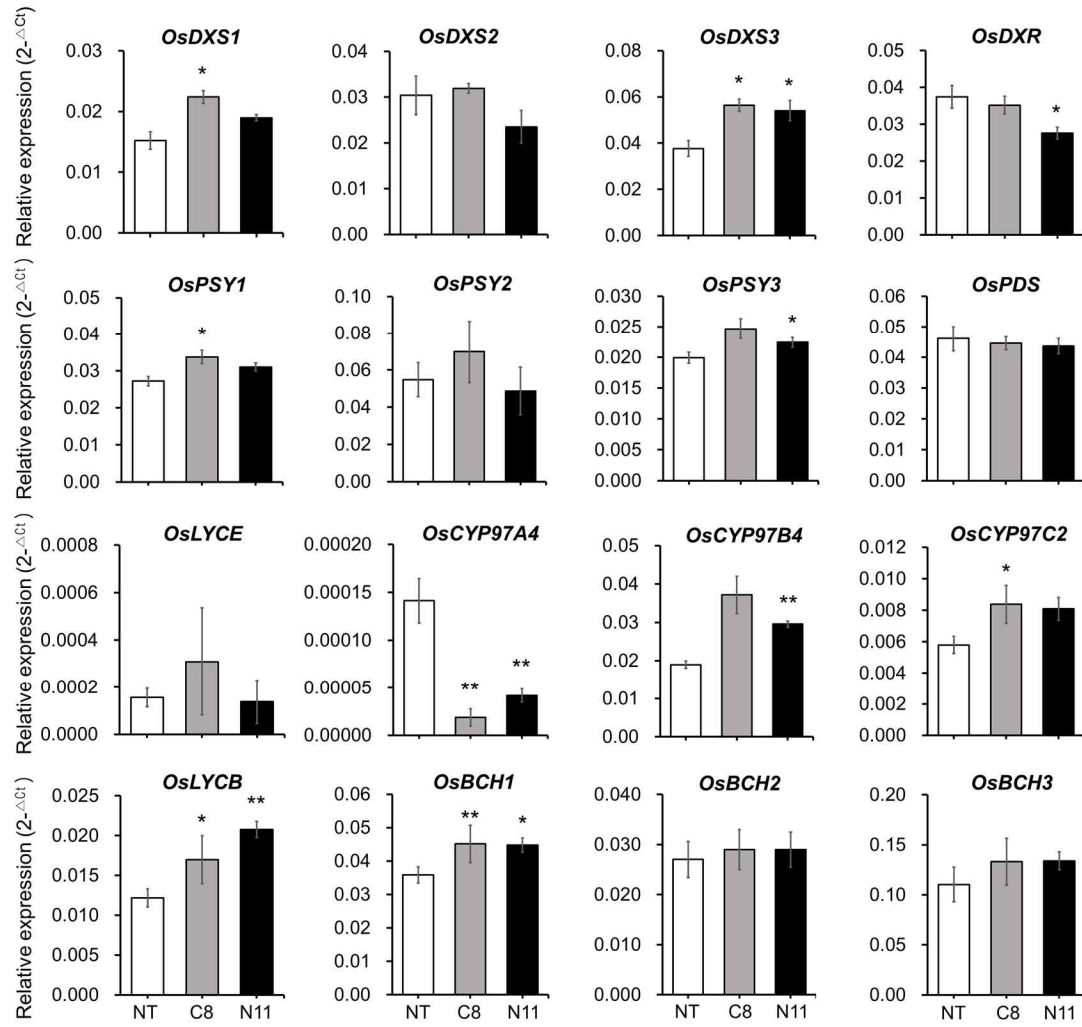 OsDXS1 OsDXS2 OsDXS3 OsDXR
Relative expression (2-△Ct)
0.03 0.04 0.08 0.05
* * * *
0.04
0.02 0.03 0.06
0.03
0.02 0.04
0.02
0.01 0.01 0.02 0.01
0.00 0.00 0.00 0.00
OsPSY1 OsPSY2 OsPSY3 OsPDS
Relative expression (2-△Ct)
0.05 0.10 0.030 0.06
* *
0.04 0.08 0.025 0.05
0.03 0.06 0.020 0.04
0.015 0.03
0.02 0.04 0.010 0.02
0.01 0.02 0.005 0.01
0.00 0.00 0.000 0.00
OsLYCE OsCYP97A4 OsCYP97B4 OsCYP97C2
Relative expression (2-△Ct)
0.0008 0.00020 0.05 0.012
** ** ** *
0.0006 0.00015 0.04 0.010
0.03 0.008
0.0004 0.00010 0.006
0.02 0.004
0.0002 0.00005 0.01 0.002
0.0000 0.00000 0.00 0.000
OsLYCB OsBCH1 OsBCH2 OsBCH3
Relative expression (2-△Ct)
0.025 0.06 0.040 0.20
* ** ** *
0.020 0.05 0.030 0.15
0.04
0.015 0.03 0.020 0.10
0.010 0.02
0.005 0.01 0.010 0.05
0.000 0.00 0.000 0.00
NT C8 N11 NT C8 N11 NT C8 N11 NT C8 N11